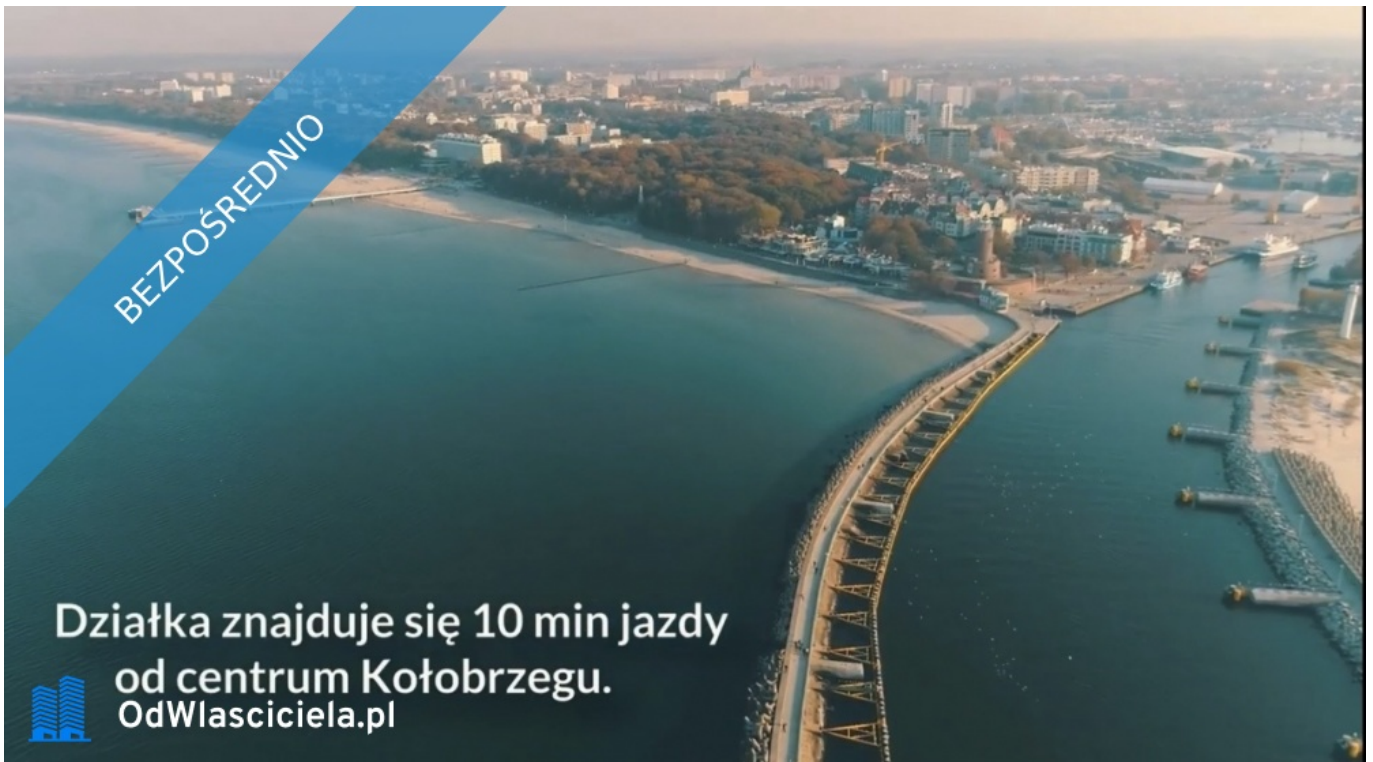 BEZPOŚREDNIO
Działka znajduje się 10 min jazdy
od centrum Kołobrzegu.
OdWlasciciela.pl